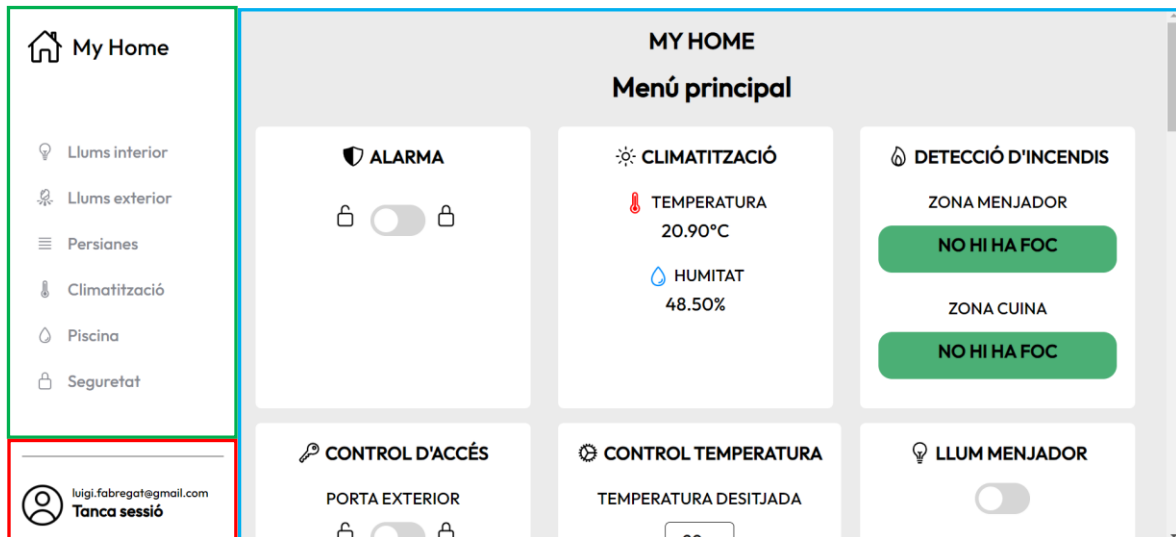 My Home
Llums interior
Llums exterior
Persianes
Climatització
Piscina
Seguretat
luigi.fabregat@gmail.com
Tanca sessió
MY HOME
Menú principal
ALARMA
CLIMATITZACIÓ
TEMPERATURA
20.90°C
HUMITAT
48.50%
DETECCIÓ D'INCENDIS
ZONA MENJADOR
NO HI HA FOC
ZONA CUINA
NO HI HA FOC
CONTROL D'ACCÉS
PORTA EXTERIOR
CONTROL TEMPERATURA
TEMPERATURA DESITJADA
LLUM MENJADOR